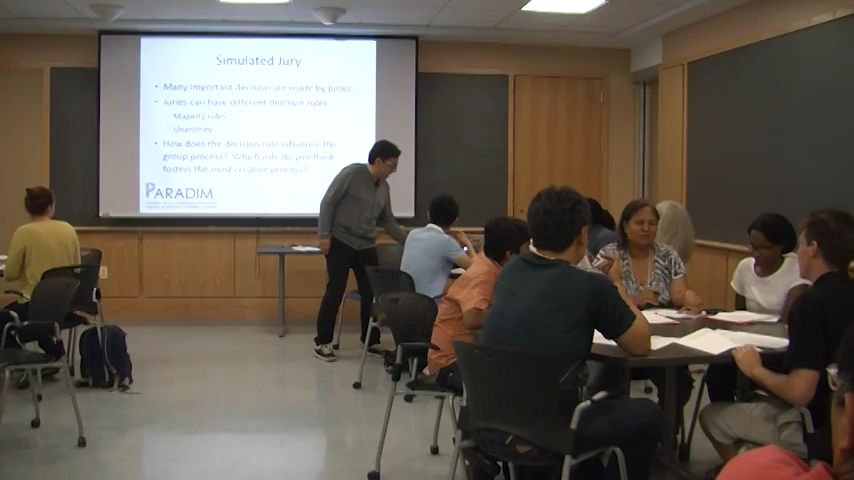 Simulated Jury
• Many important decision are made by juries.
• Juries can have different decision rules
– Majority rules
– Unanimity
• How does the decision rule influence the
group process? Which rule do you think
fosters the most creative process?
PARADIM